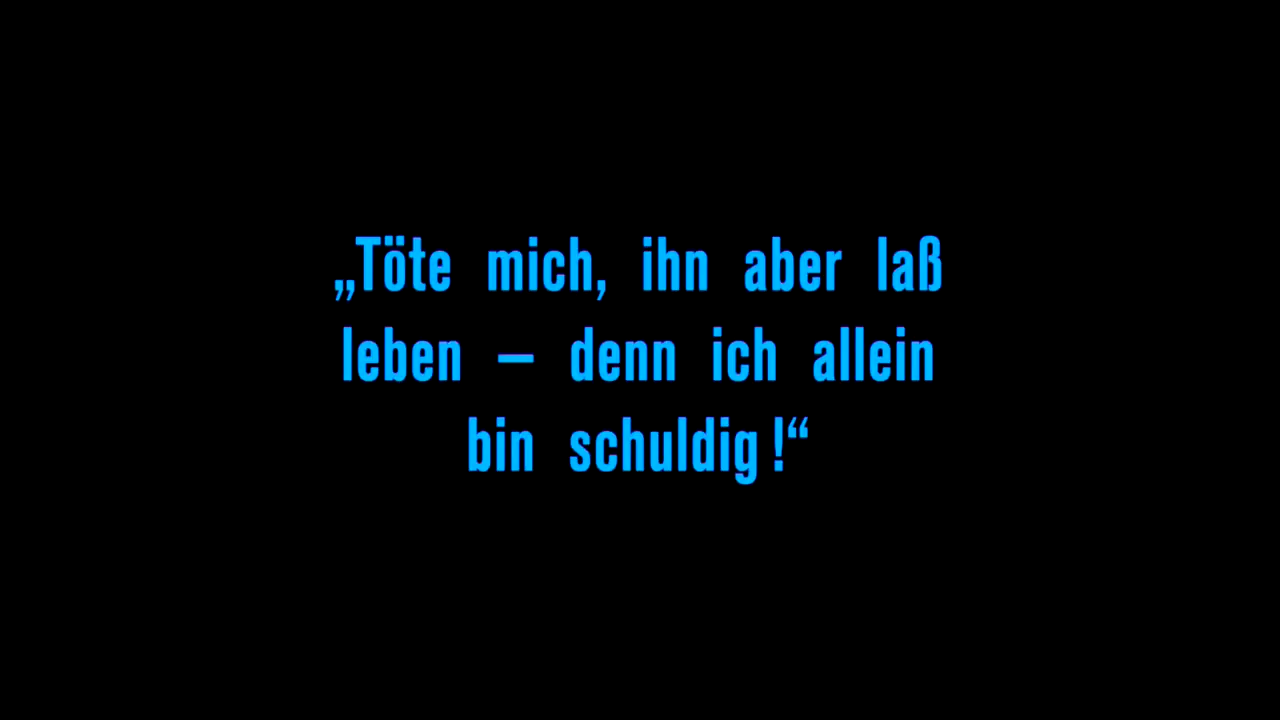 „Töte mich, ihn aber laß
leben — denn ich allein
bin schuldig!“